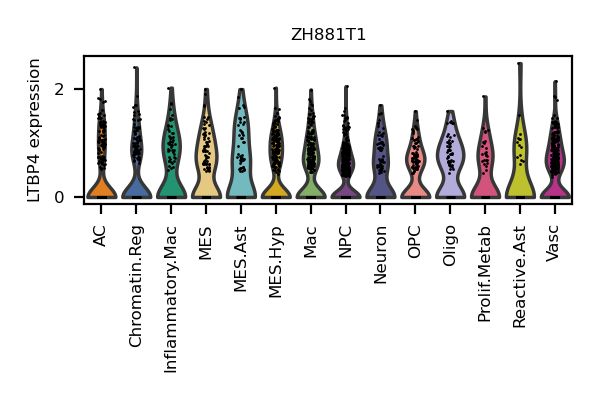 ZH881T1
LTBP4 expression
2
0
AC
Chromatin.Reg
Inflammatory.Mac
MES
MES.Ast
MES.Hyp
Mac
NPC
Neuron
OPC
Oligo
Prolif.Metab
Reactive.Ast
Vasc